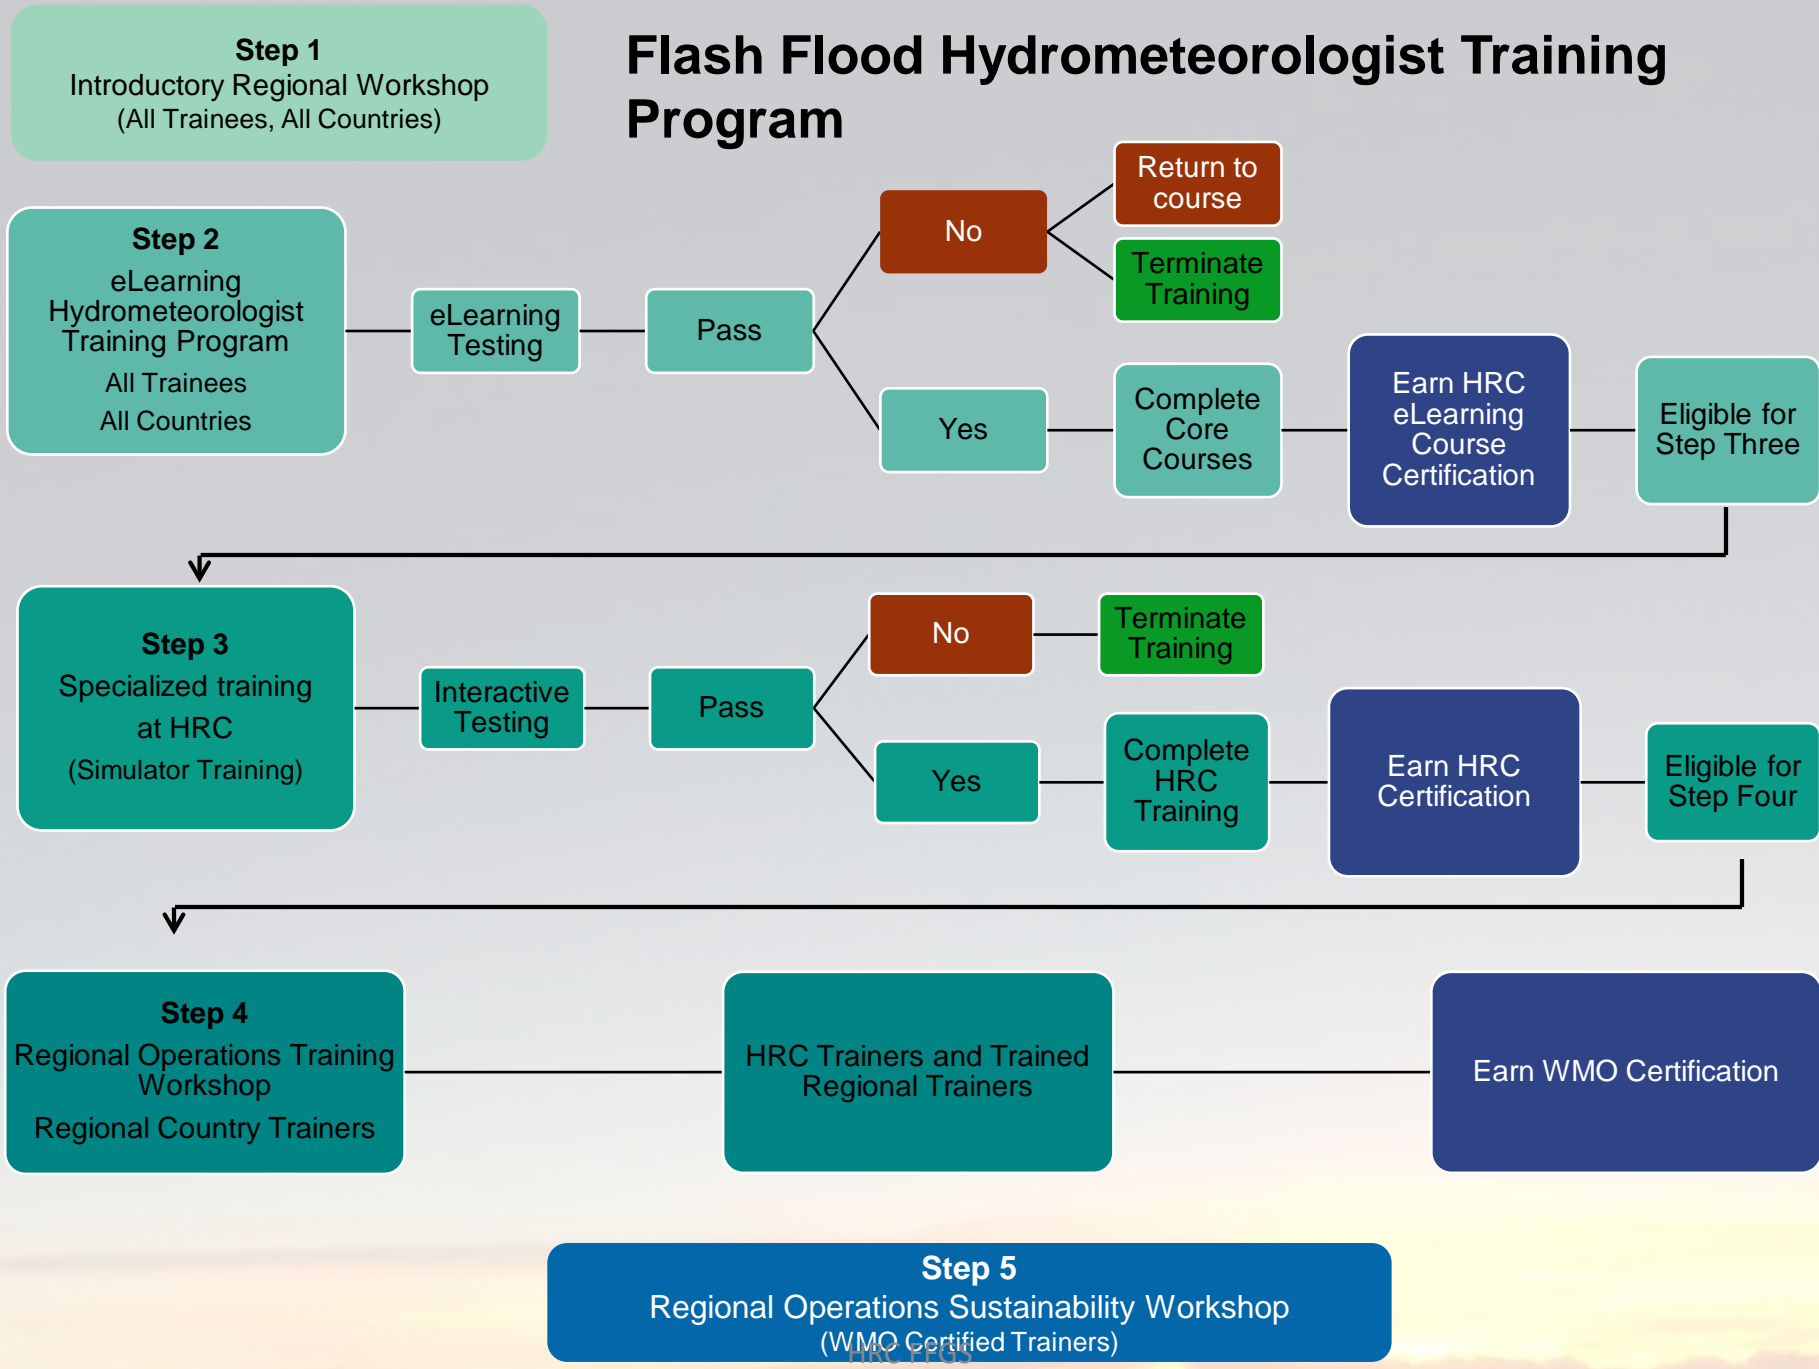 Step 1
Introductory Regional Workshop
(All Trainees, All Countries)
Flash Flood Hydrometeorologist Training
Program
Step 2
eLearning
Hydrometeorologist
Training Program
All Trainees
All Countries
eLearning
Testing
Pass
No
Return to
course
Terminate
Training
Yes
Complete
Core
Courses
Earn HRC
eLearning
Course
Certification
Eligible for
Step Three
Step 3
Specialized training
at HRC
(Simulator Training)
Interactive
Testing
Pass
No
Terminate
Training
Yes
Complete
HRC
Training
Earn HRC
Certification
Eligible for
Step Four
Step 4
Regional Operations Training
Workshop
Regional Country Trainers
HRC Trainers and Trained
Regional Trainers
Earn WMO Certification
Step 5
Regional Operations Sustainability Workshop
(WMO Certified Trainers)
HRC FFGS